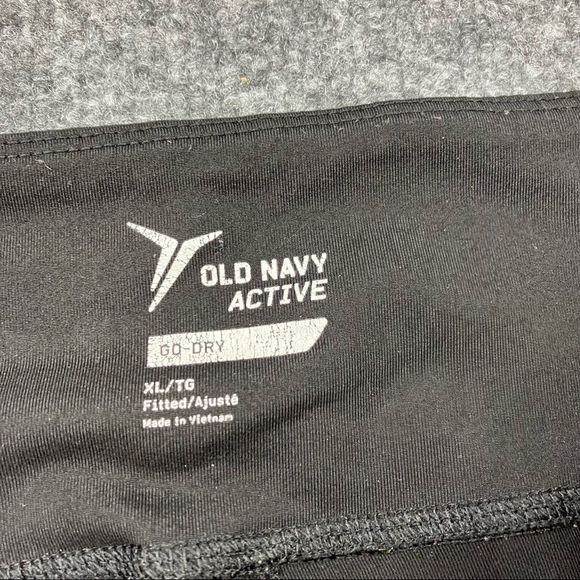 OLD NAVY
ACTIVE
GO-DRY
XL/TG
Fitted/Ajusté
Made in Vietnam